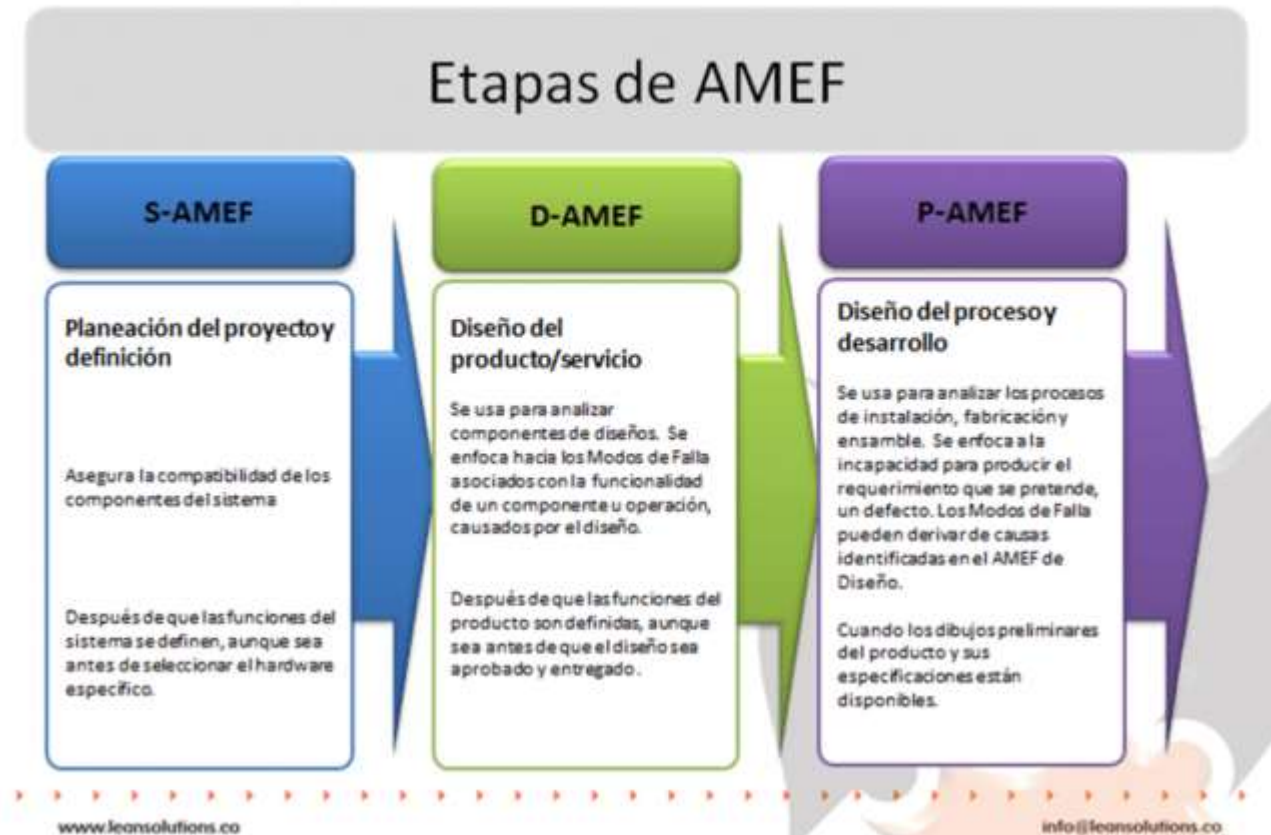 Etapas de AMEF
S-AMEF
Planeación del proyecto y
definición
Asegura la compatibilidad de los
componentes del sistema
Después de que las funciones del
sistema se definen, aunque sea
antes de seleccionar el hardware
específico.
D-AMEF
Diseño del
producto/servicio
Se usa para analizar
componentes de diseños. Se
enfoca hacia los Modos de Falla
asociados con la funcionalidad
de un componente u operación,
causados por el diseño.
Después de que las funciones del
producto son definidas, aunque
sea antes de que el diseño sea
aprobado y entregado.
P-AMEF
Diseño del proceso y
desarrollo
Se usa para analizar los procesos
de instalación, fabricación y
ensamble. Se enfoca a la
incapacidad para producir el
requerimiento que se pretende,
un defecto. Los Modos de Falla
pueden derivar de causas
identificadas en el AMEF de
Diseño.
Cuando los dibujos preliminares
del producto y sus
especificaciones están
disponibles.
www.leansolutions.co
info@leansolutions.co